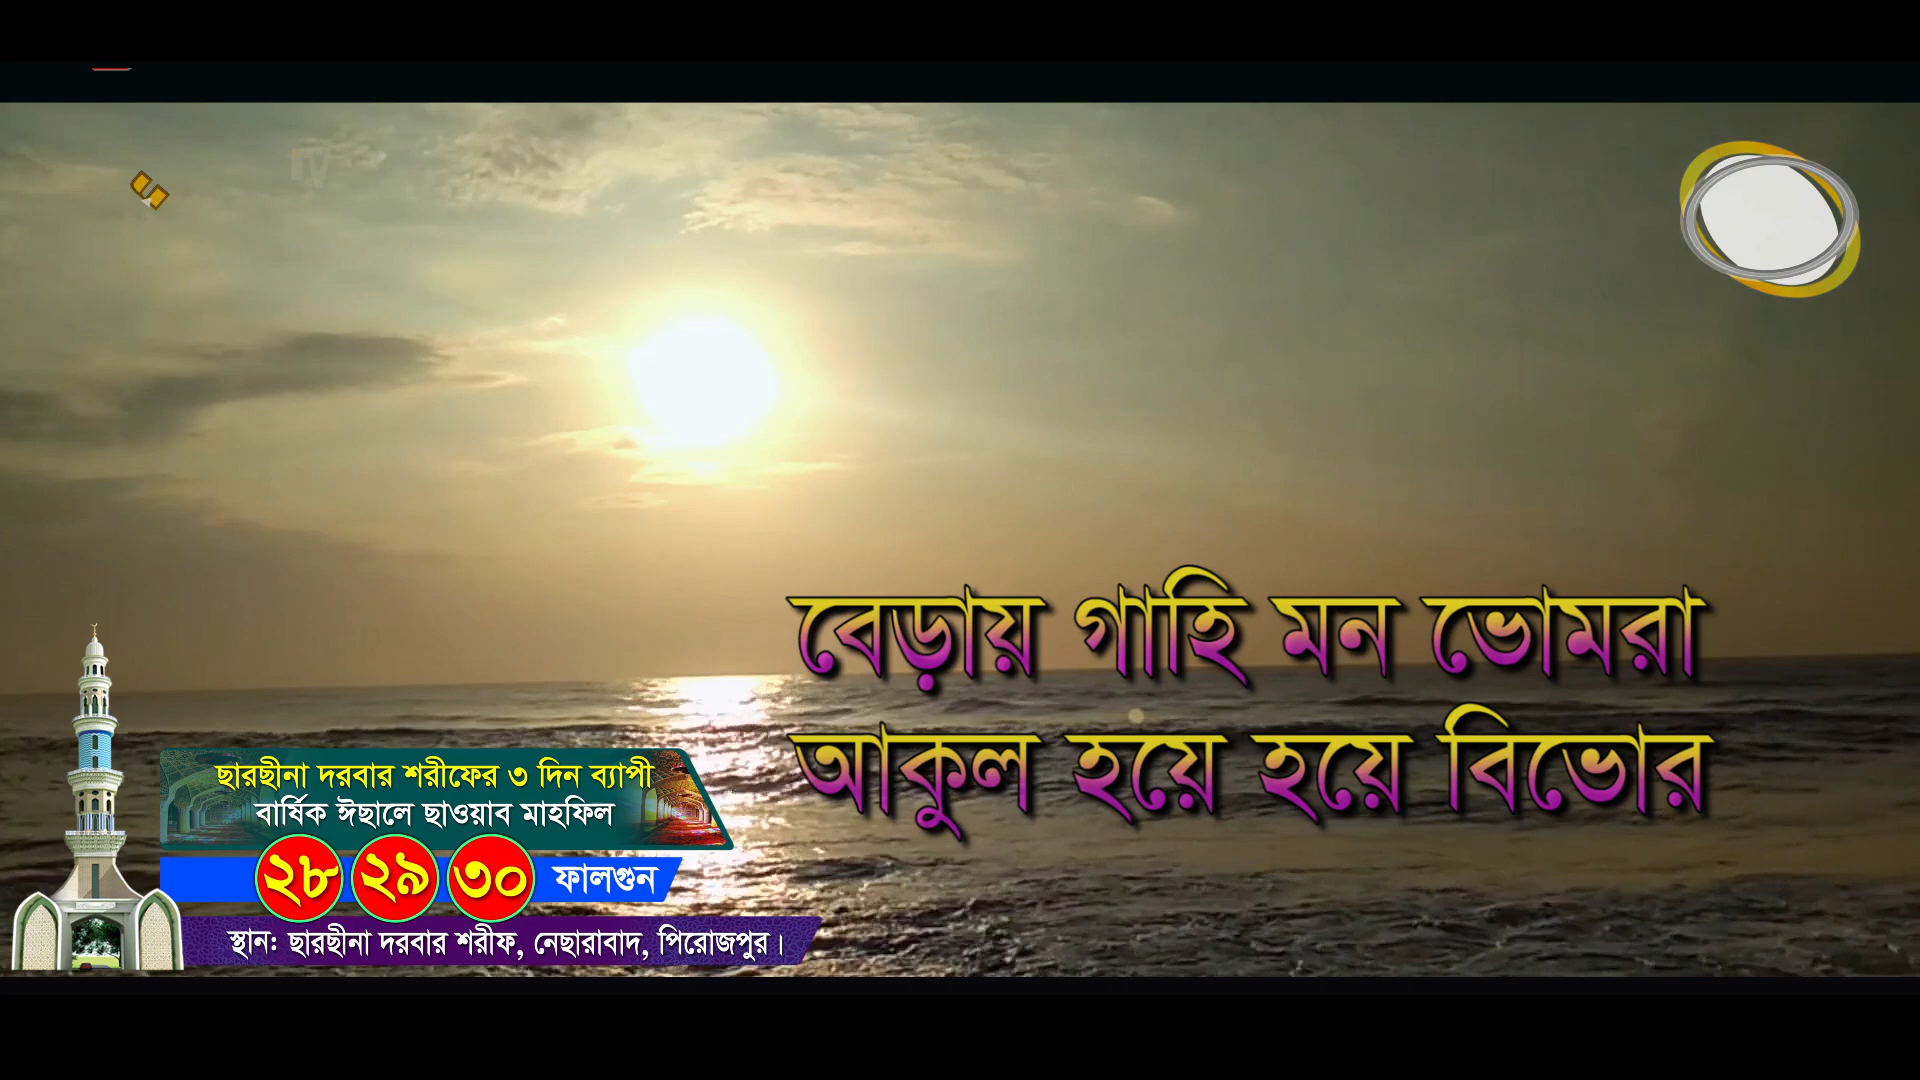 বেড়ায় গাহি মন ভোমরা
আকুল হয়ে হয়ে বিভোর
ছারছীনা দরবার শরীফের ৩ দিন ব্যাপী
বার্ষিক ঈছালে ছাওয়াব মাহফিল
২৮ ২৯ ৩০ ফালগুন
স্থান: ছারছীনা দরবার শরীফ, নেছারাবাদ, পিরোজপুর।